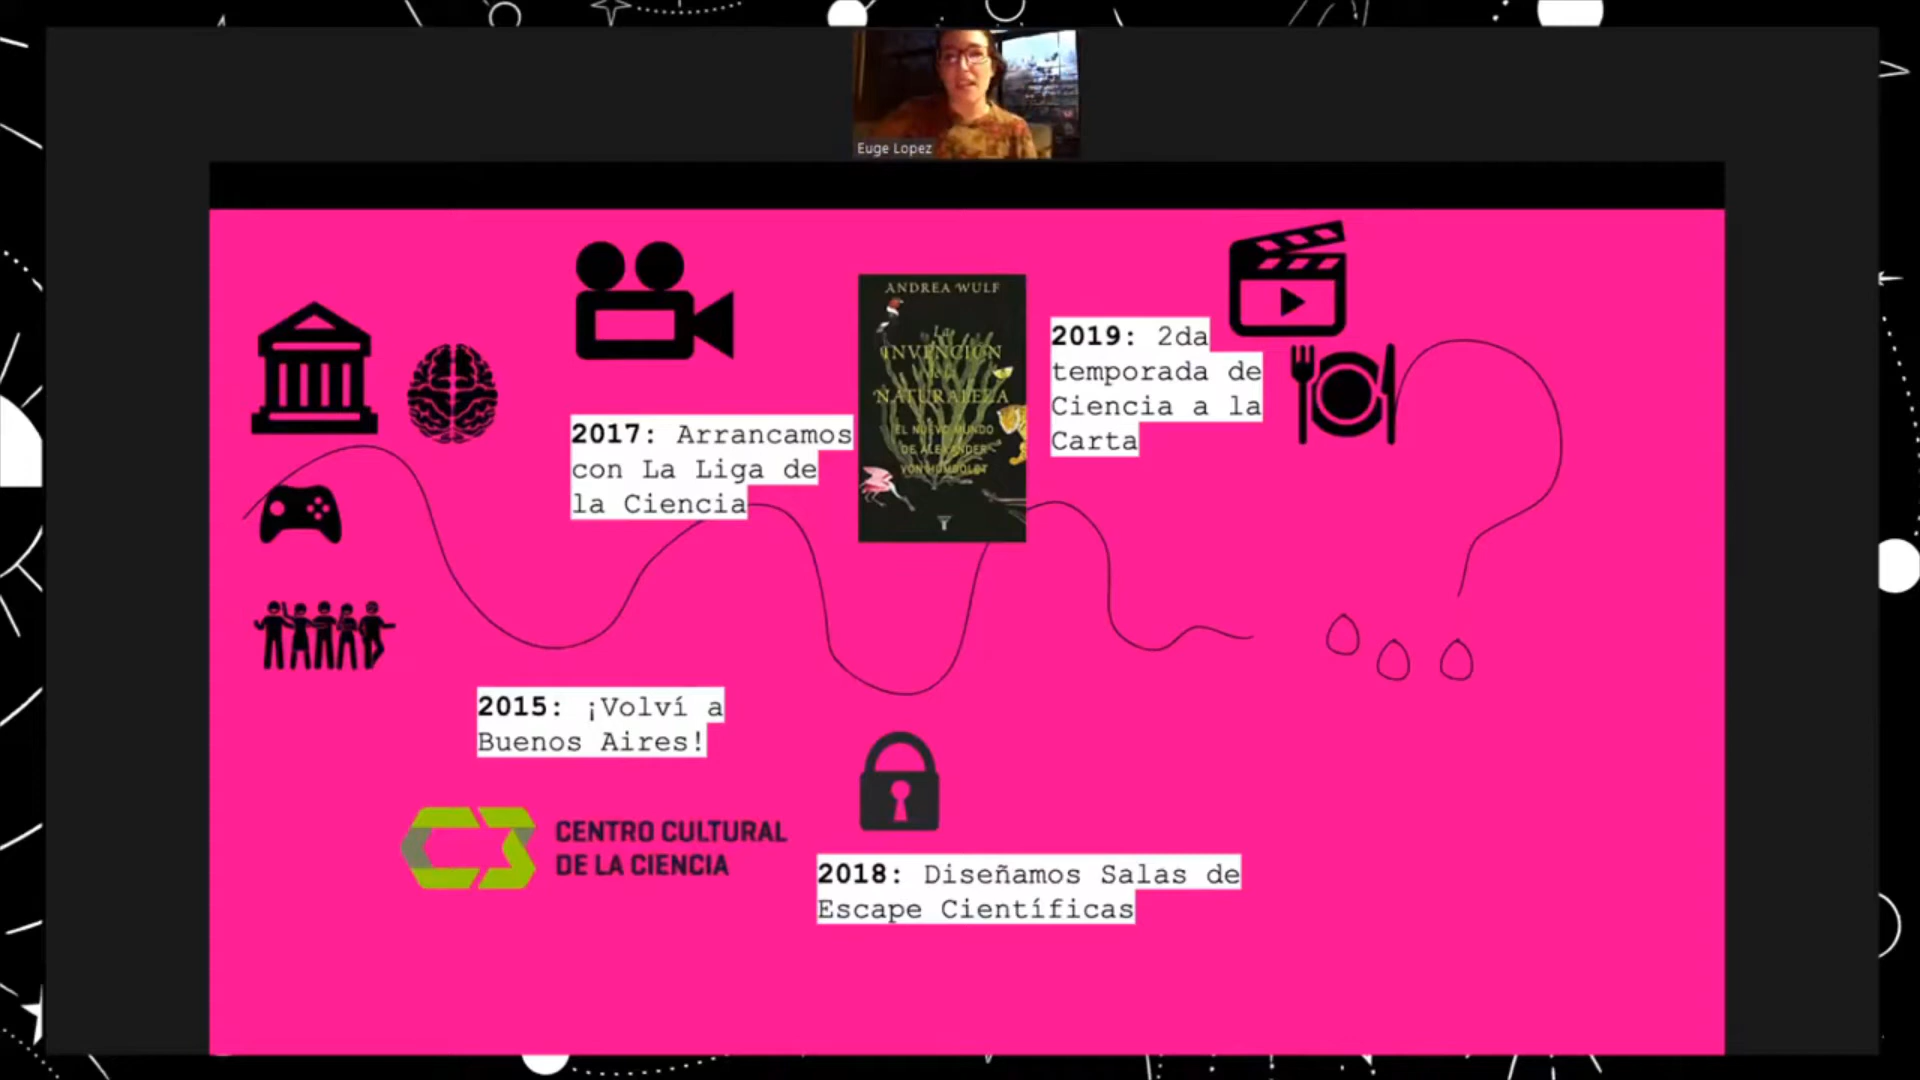 Euge Lopez
ANDREA WULF
La
INVENCIÓN
de la
NATURALEZA
EL NUEVO MUNDO
DE ALEXANDER
VON HUMBOLDT
2019: 2da
temporada de
Ciencia a la
Carta
2017: Arrancamos
con La Liga de
la Ciencia
2015: ¡Volví a
Buenos Aires!
C3
CENTRO CULTURAL
DE LA CIENCIA
2018: Diseñamos Salas de
Escape Científicas